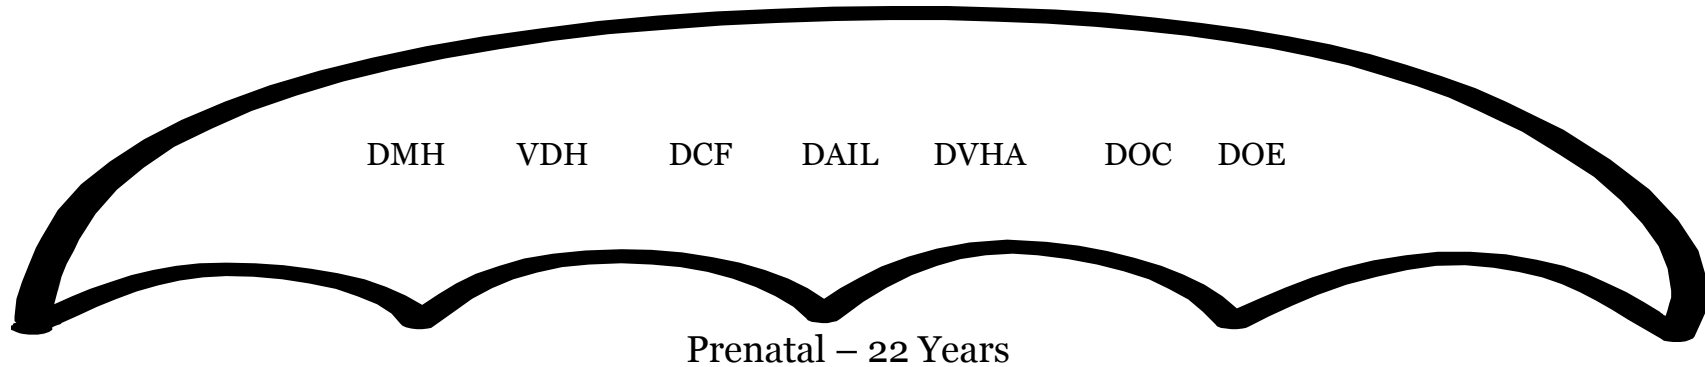 DMH VDH DCF DAIL DVHA DOC DOE
Prenatal – 22 Years